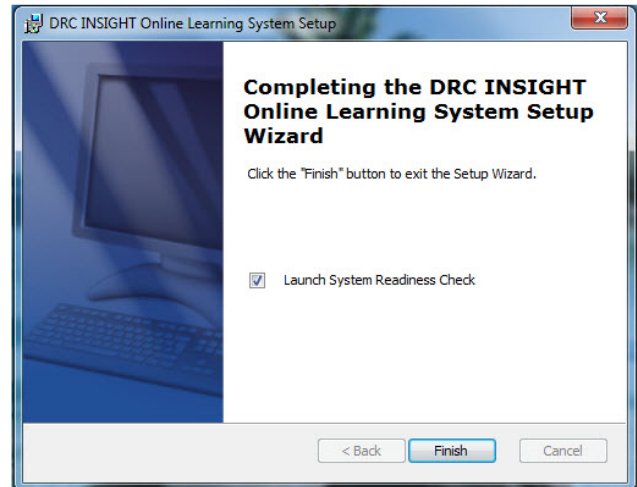 DRC INSIGHT Online Learning System Setup
X
Completing the DRC INSIGHT
Online Learning System Setup
Wizard
Click the "Finish" button to exit the Setup Wizard.
Launch System Readiness Check
< Back Finish Cancel